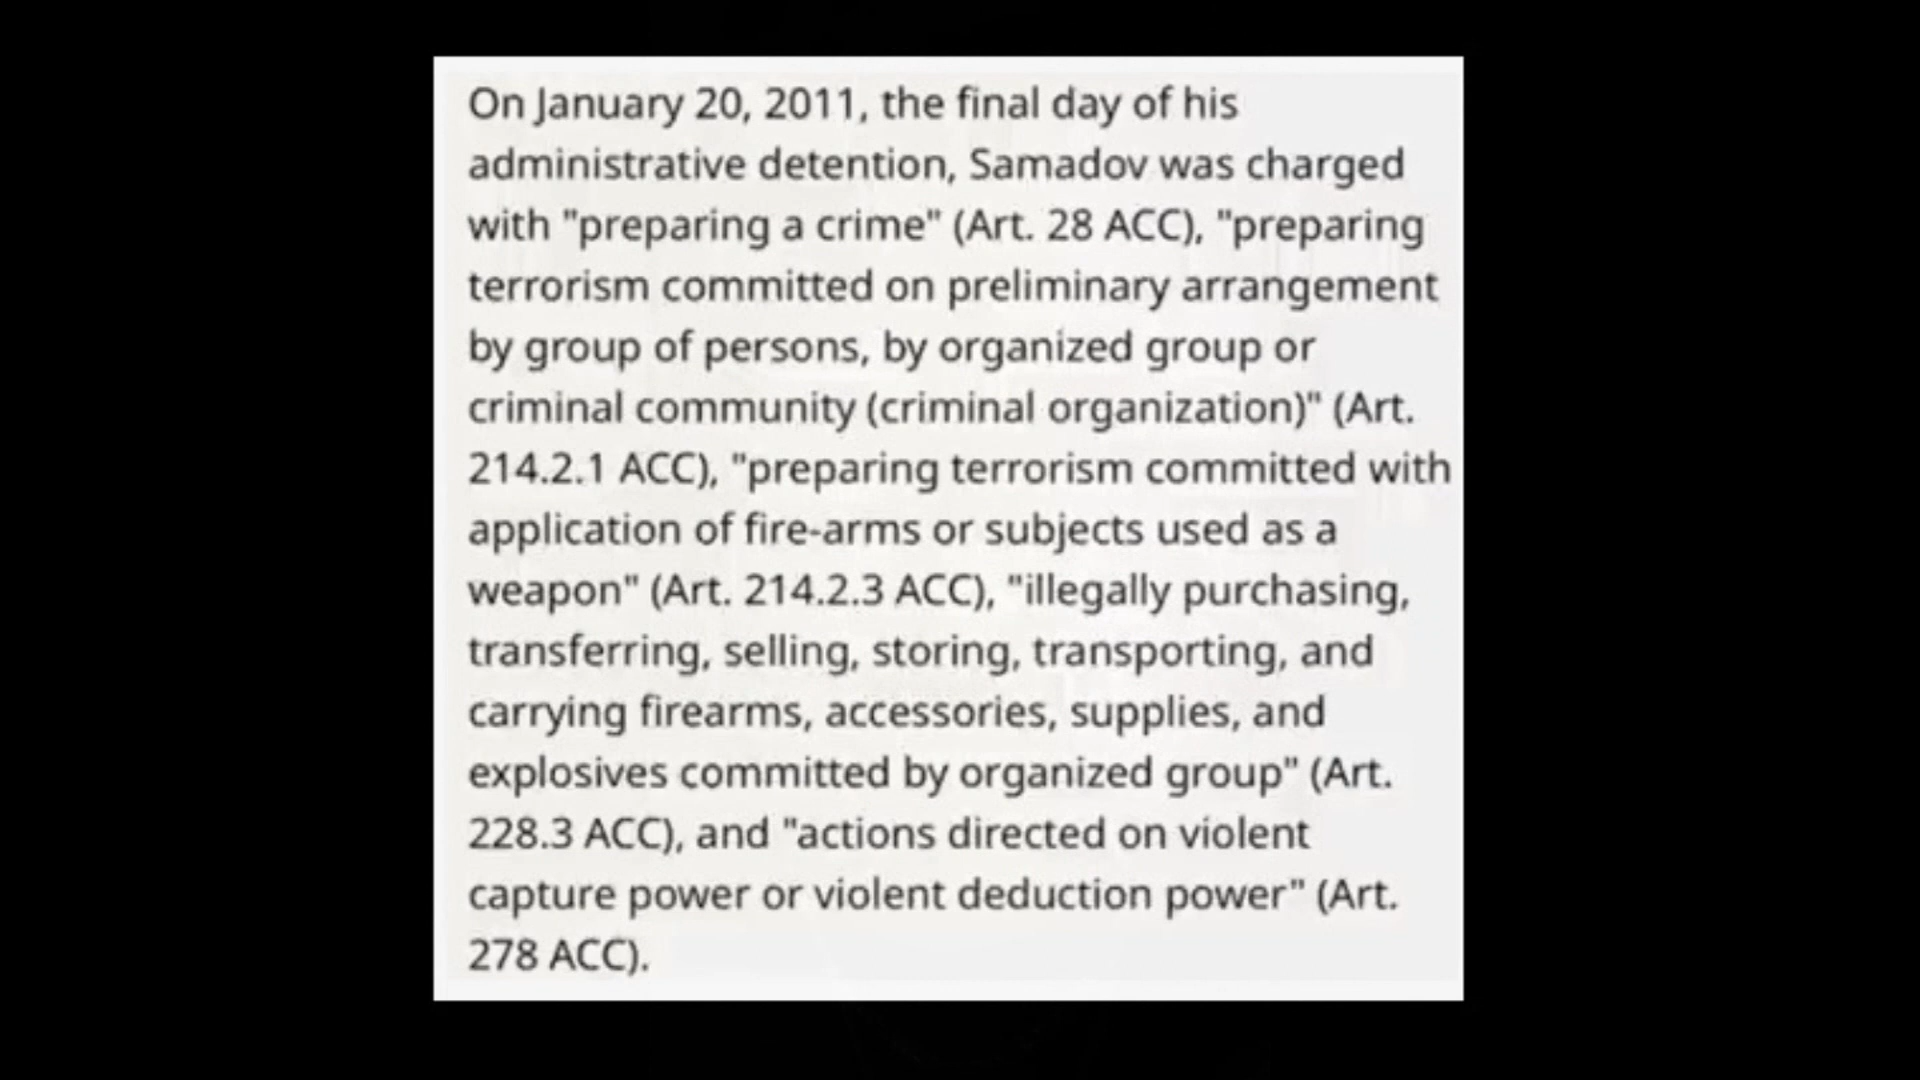 On January 20, 2011, the final day of his
administrative detention, Samadov was charged
with "preparing a crime" (Art. 28 ACC), "preparing
terrorism committed on preliminary arrangement
by group of persons, by organized group or
criminal community (criminal organization)" (Art.
214.2.1 ACC), "preparing terrorism committed with
application of fire-arms or subjects used as a
weapon" (Art. 214.2.3 ACC), "illegally purchasing,
transferring, selling, storing, transporting, and
carrying firearms, accessories, supplies, and
explosives committed by organized group" (Art.
228.3 ACC), and "actions directed on violent
capture power or violent deduction power" (Art.
278 ACC).